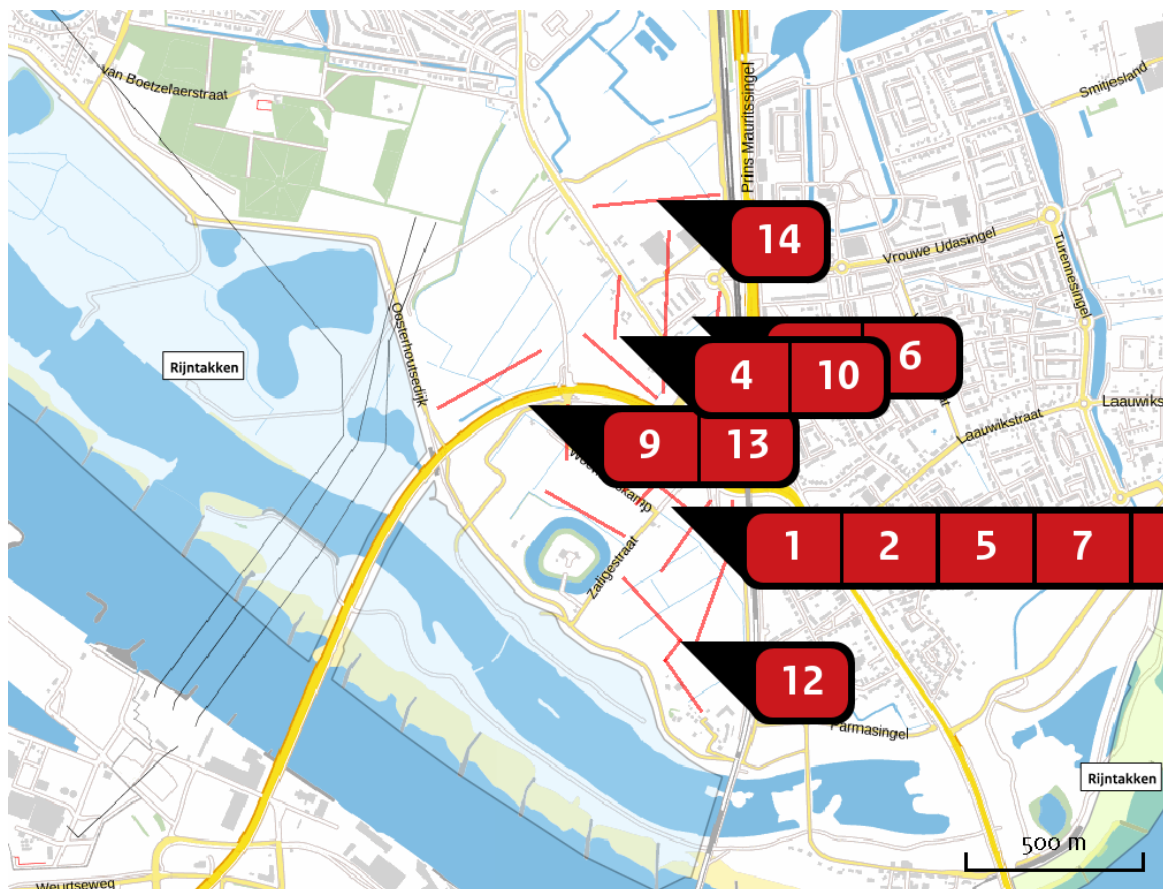 Van Boetzelaerstraat
Smitjesland
Prins Mauritssingel
14
Vrouwe Udasingel
Turennesingel
Oosterhoutsedijk
Rijntakken
4
10
6
Laauwikstraat
9
13
1
2
5
7
Zaligestraat
12
Parmasingel
Rijntakken
500 m
Weurtseweg